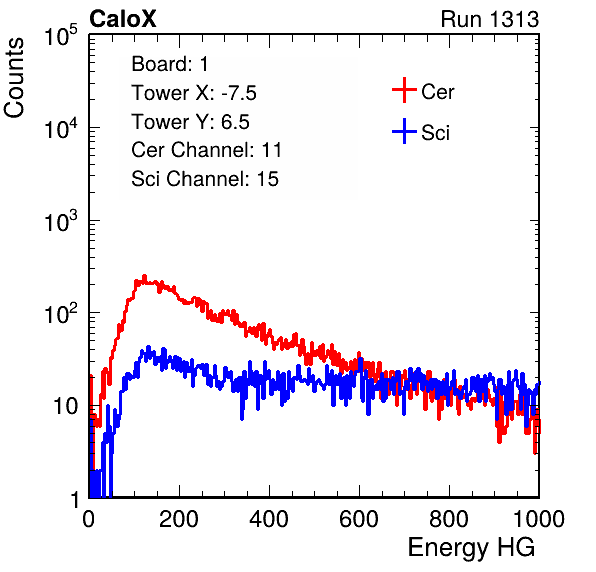 CaloX Run 1313
Counts
10^5
10^4
10^3
10^2
10
1
Board: 1
Tower X: -7.5
Tower Y: 6.5
Cer Channel: 11
Sci Channel: 15
Cer
Sci
0 200 400 600 800 1000
Energy HG